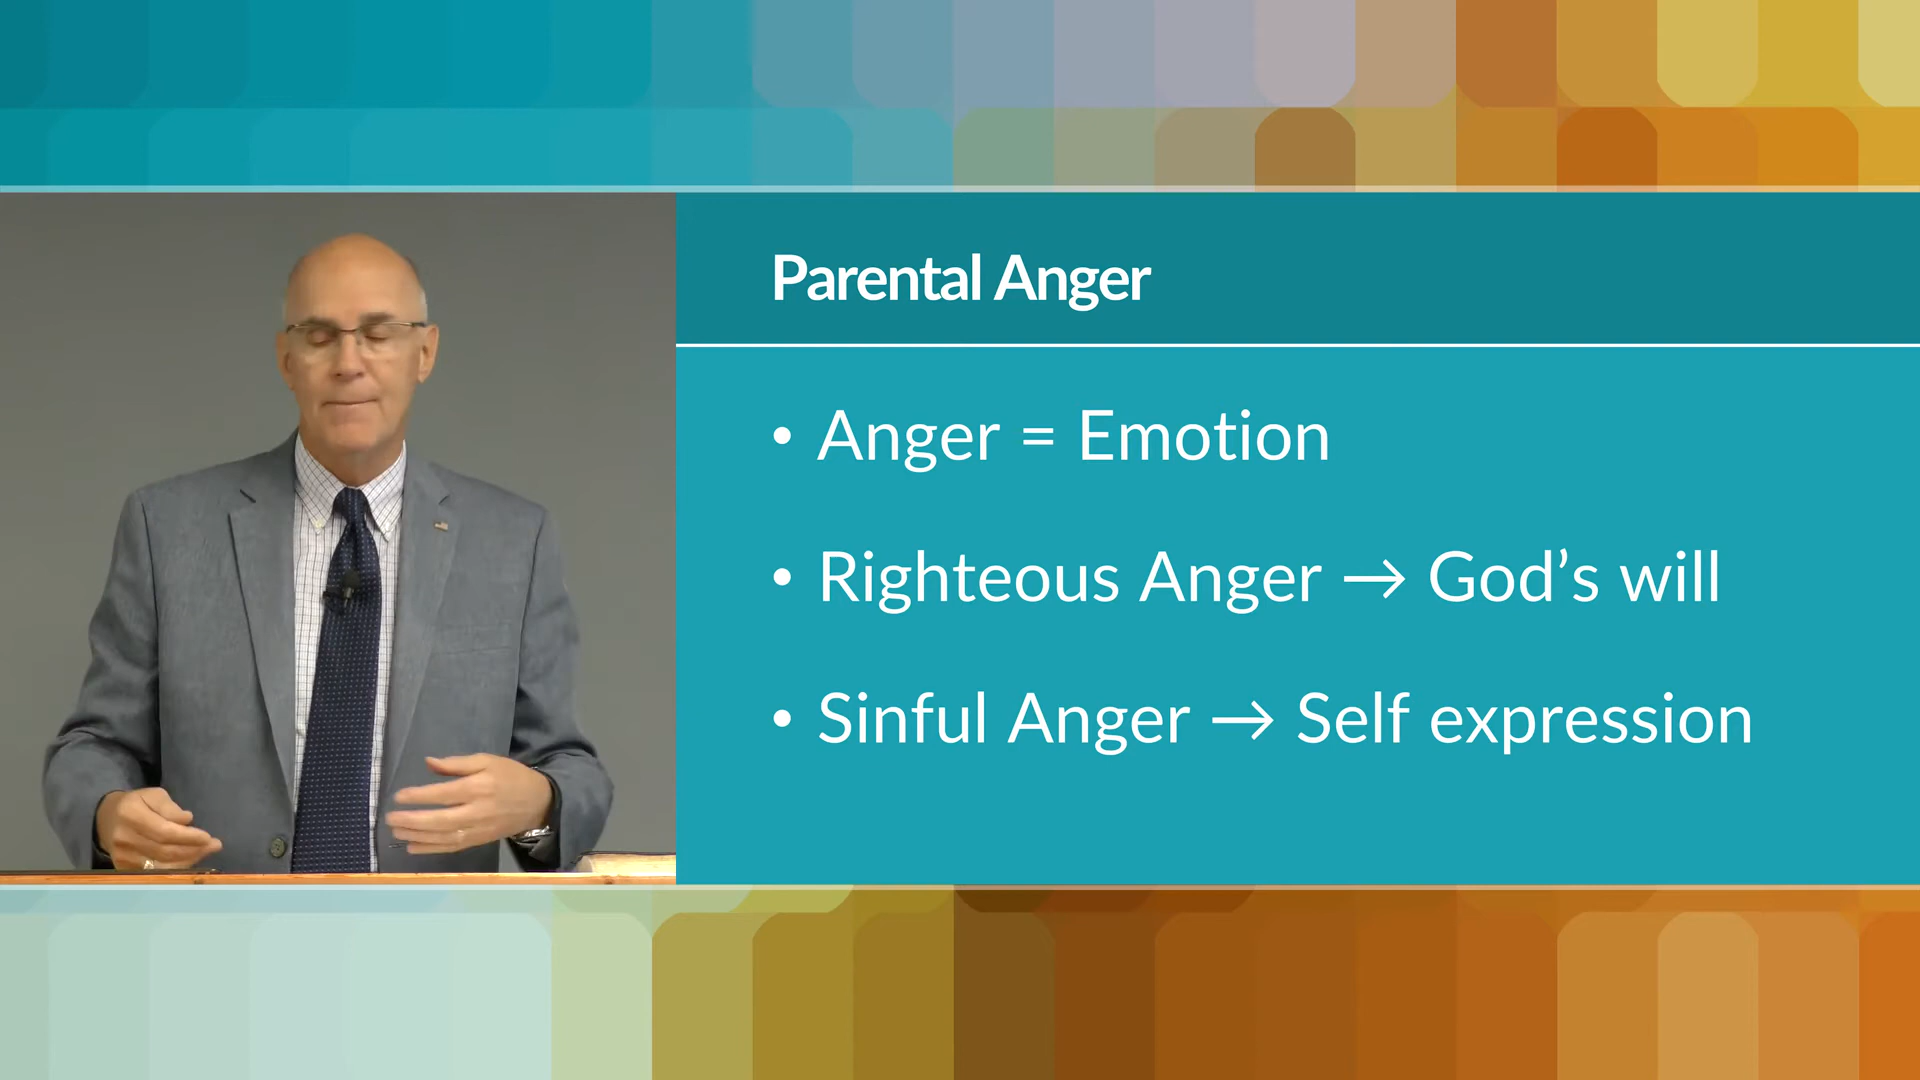 Parental Anger
• Anger = Emotion
• Righteous Anger → God’s will
• Sinful Anger → Self expression